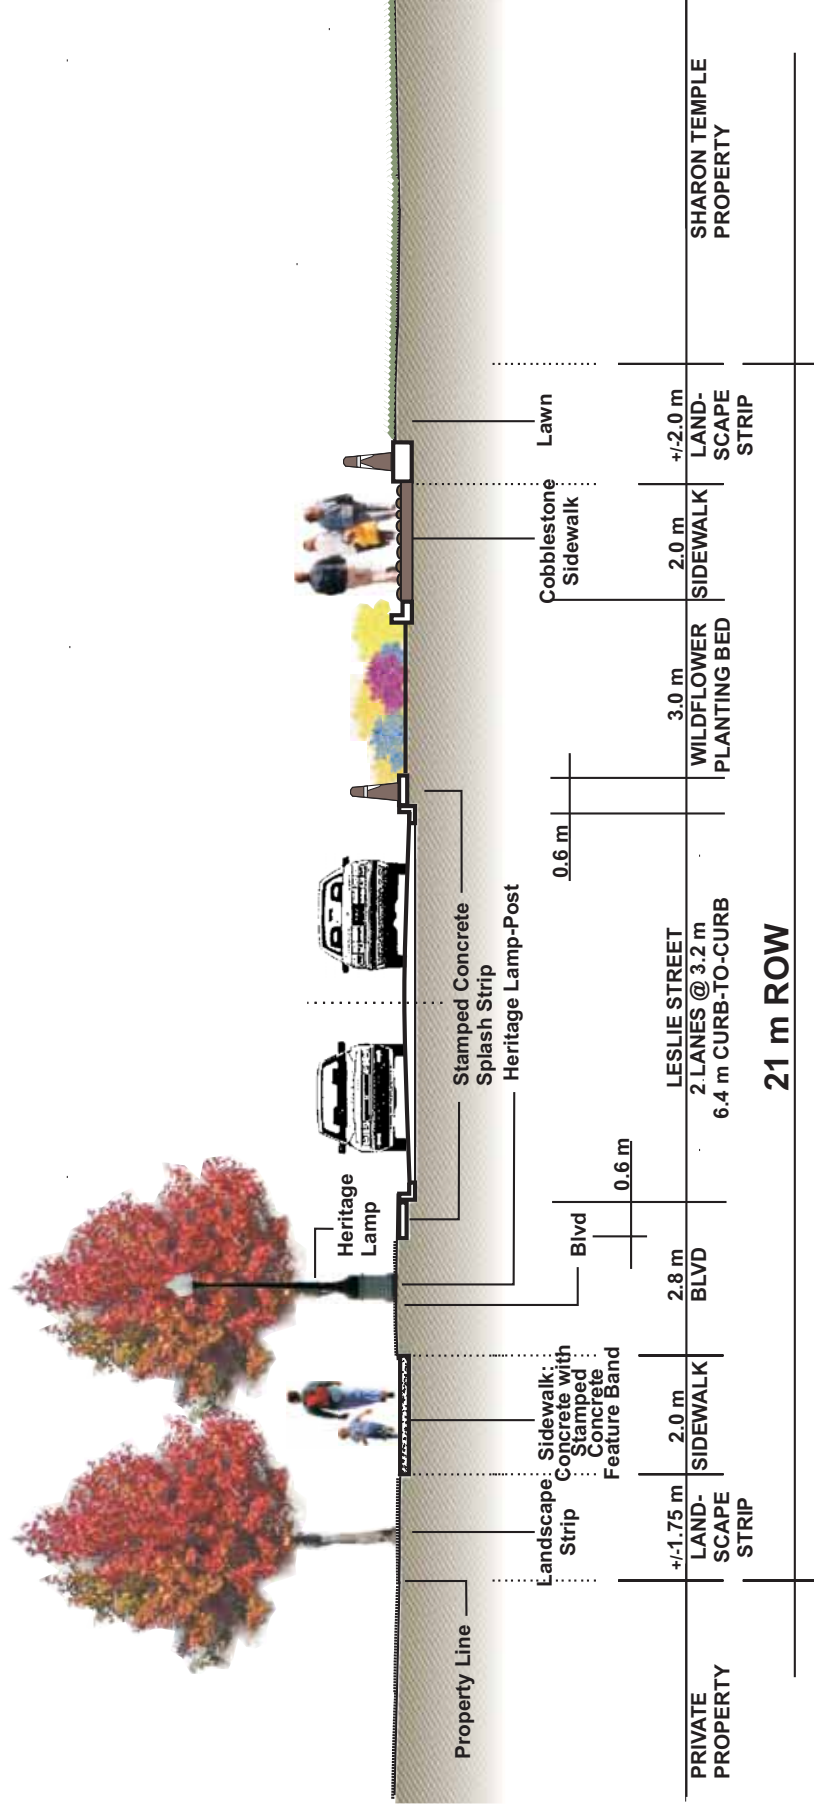 Heritage
Lamp
Property Line
Stamped Concrete
Splash Strip
Heritage Lamp-Post
Landscape
Strip
Sidewalk:
Concrete with
Stamped
Concrete
Feature Band
Blvd
Cobblestone
Sidewalk
Lawn
0.6 m
0.6 m
PRIVATE
PROPERTY
+/-1.75 m
LAND-
SCAPE
STRIP
2.0 m
SIDEWALK
2.8 m
BLVD
LESLIE STREET
2 LANES @ 3.2 m
6.4 m CURB-TO-CURB
3.0 m
WILDFLOWER
PLANTING BED
2.0 m
SIDEWALK
+/-2.0 m
LAND-
SCAPE
STRIP
SHARON TEMPLE
PROPERTY
21 m ROW